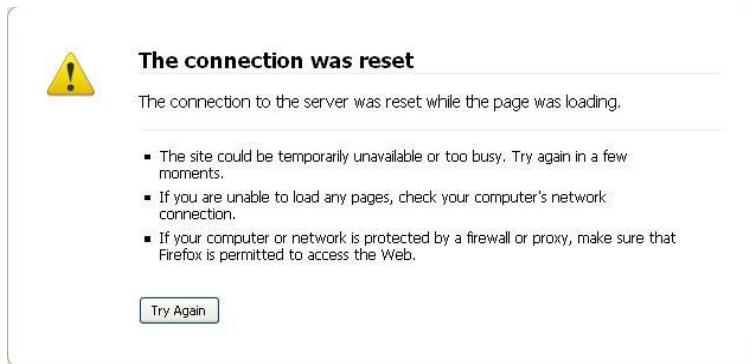 The connection was reset
The connection to the server was reset while the page was loading.
▪ The site could be temporarily unavailable or too busy. Try again in a few
moments.
▪ If you are unable to load any pages, check your computer's network
connection.
▪ If your computer or network is protected by a firewall or proxy, make sure that
Firefox is permitted to access the Web.
Try Again